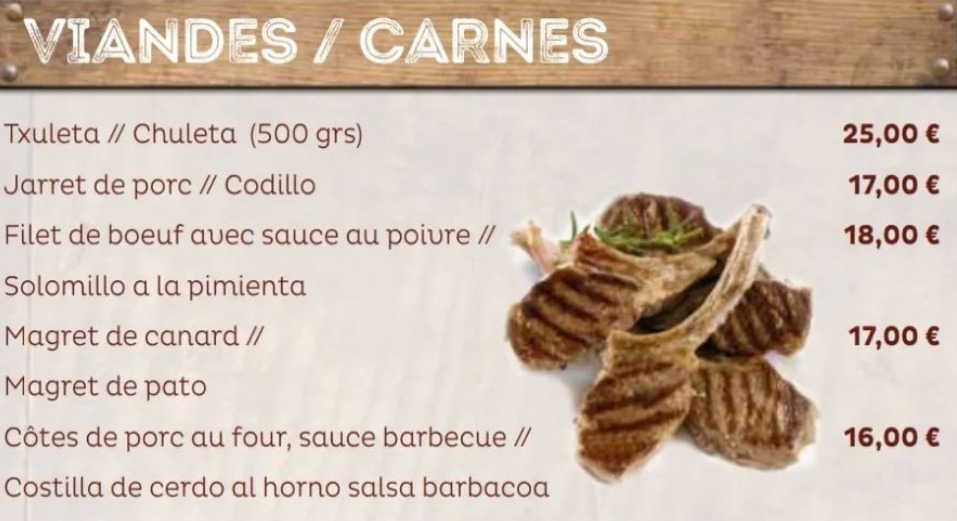 VIANDES / CARNES
Txuleta // Chuleta (500 grs) 25,00 €
Jarret de porc // Codillo 17,00 €
Filet de boeuf avec sauce au poivre // 18,00 €
Solomillo a la pimienta
Magret de canard // 17,00 €
Magret de pato
Côtes de porc au four, sauce barbecue // 16,00 €
Costilla de cerdo al horno salsa barbacoa